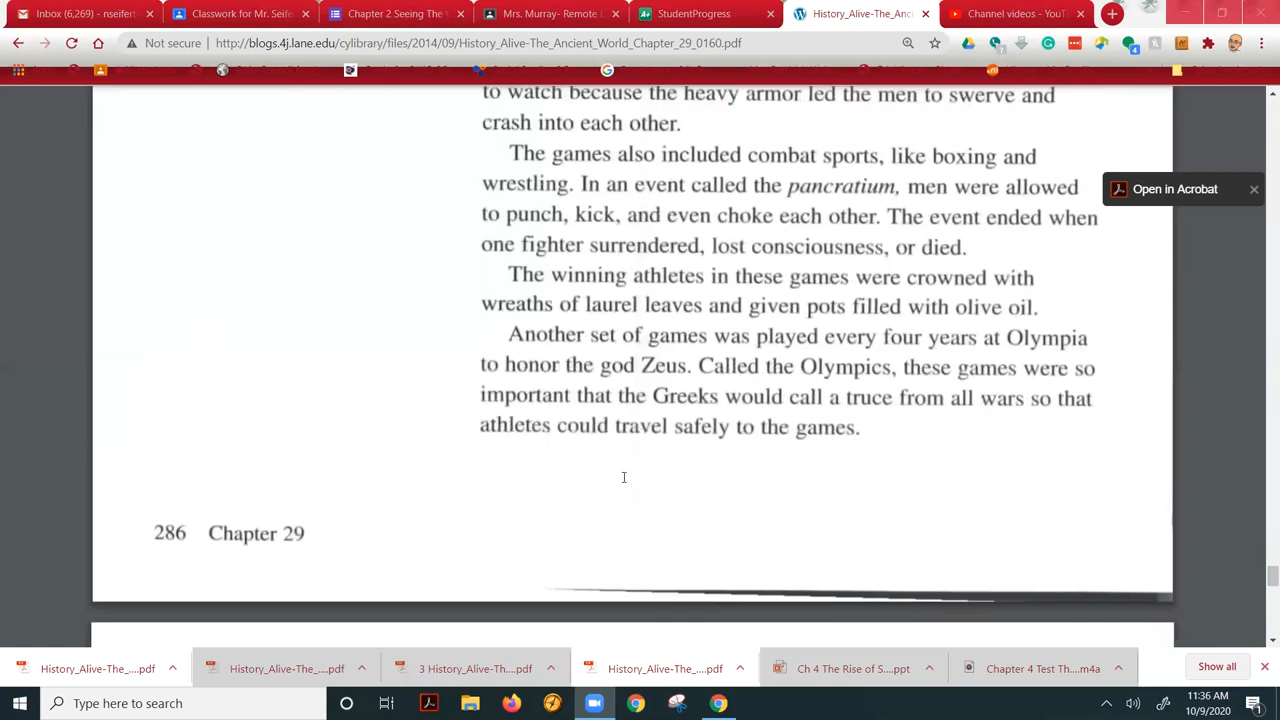 Inbox (6,269) - nseifert
Classwork for Mr. Seife
Chapter 2 Seeing The
Mrs. Murray- Remote L
StudentProgress
History_Alive-The_Anci
Channel videos - YouT
Not secure | http://blogs.4j.lane.edu/cylibrary/files/2014/09/History_Alive-The_Ancient_World_Chapter_29_0160.pdf
to watch because the heavy armor led the men to swerve and
crash into each other.
The games also included combat sports, like boxing and
wrestling. In an event called the pancratium, men were allowed
to punch, kick, and even choke each other. The event ended when
one fighter surrendered, lost consciousness, or died.
The winning athletes in these games were crowned with
wreaths of laurel leaves and given pots filled with olive oil.
Another set of games was played every four years at Olympia
to honor the god Zeus. Called the Olympics, these games were so
important that the Greeks would call a truce from all wars so that
athletes could travel safely to the games.
Open in Acrobat
286 Chapter 29
History_Alive-The_....pdf
History_Alive-The_....pdf
3 History_Alive-Th....pdf
History_Alive-The_....pdf
Ch 4 The Rise of S....ppt
Chapter 4 Test Th....m4a
Show all
Type here to search
11:36 AM
10/9/2020